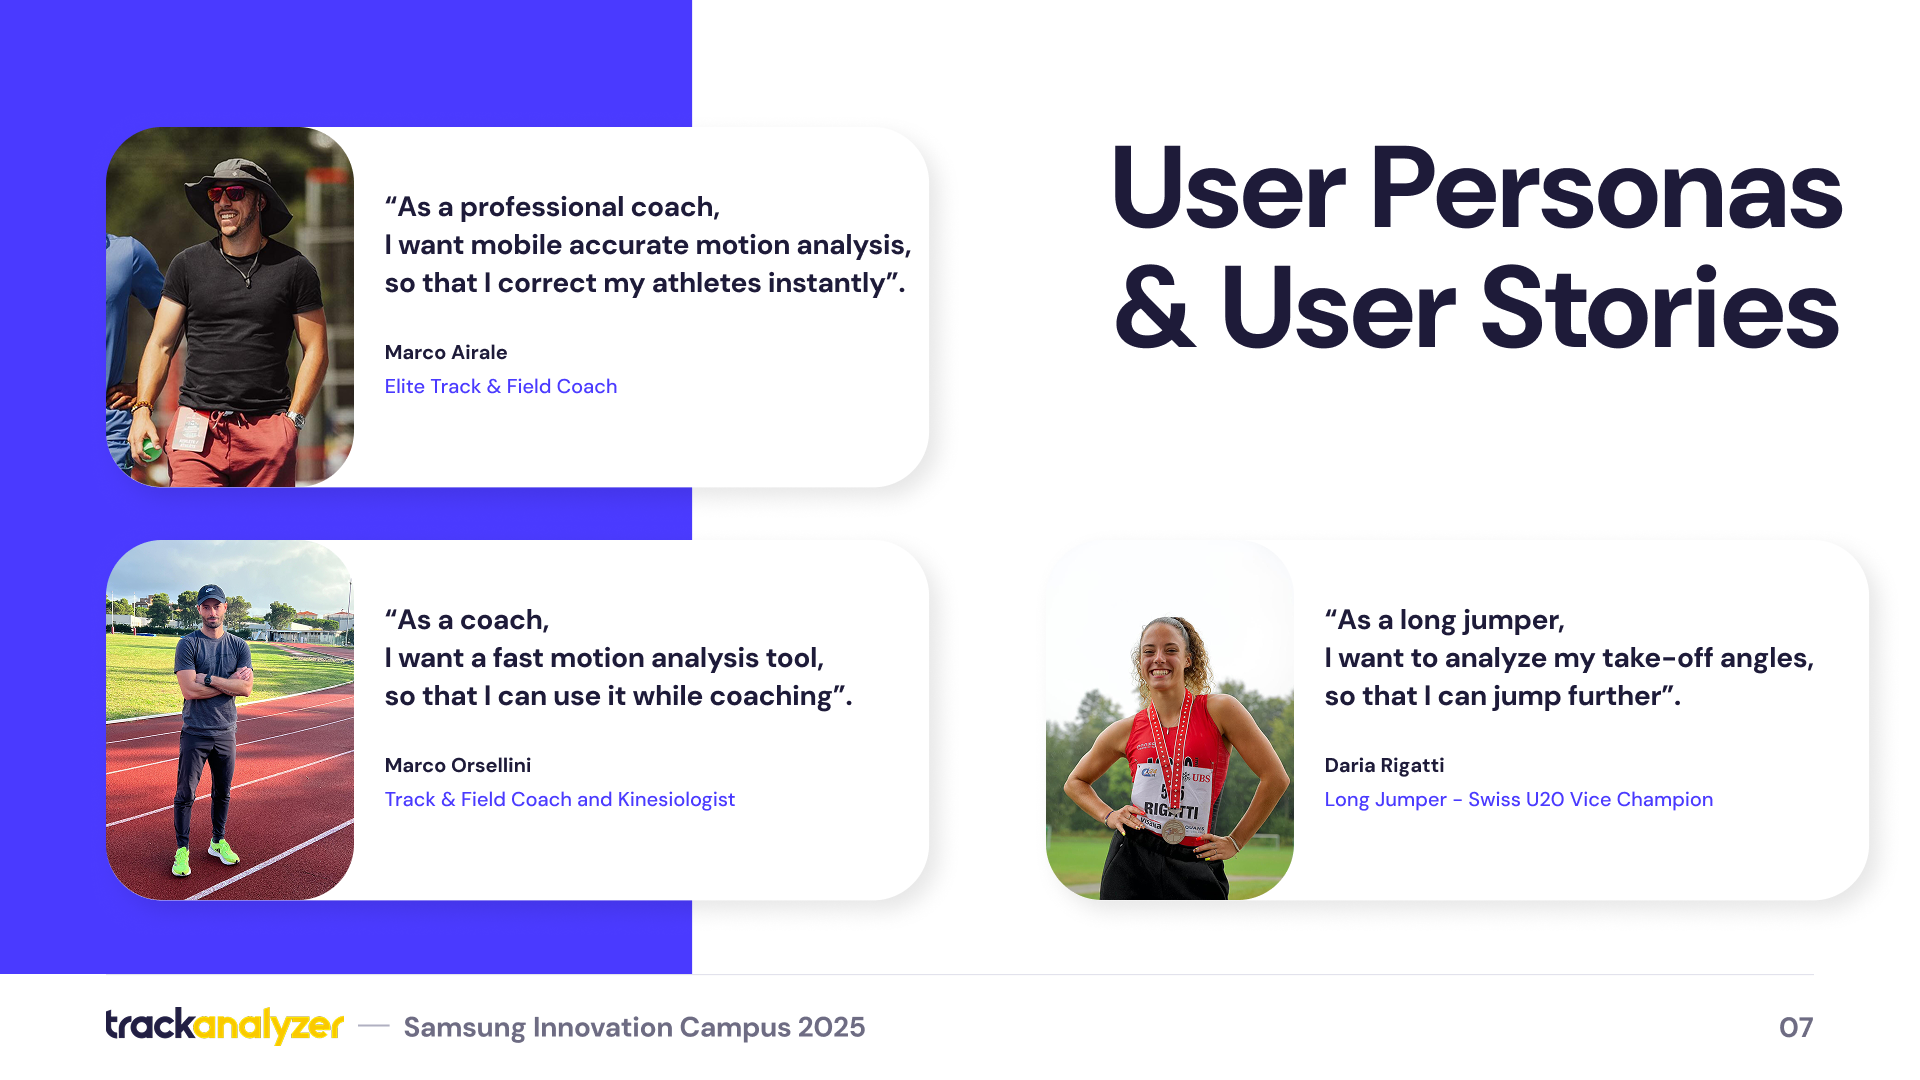 User Personas
& User Stories
“As a professional coach,
I want mobile accurate motion analysis,
so that I correct my athletes instantly”.
Marco Airale
Elite Track & Field Coach
“As a coach,
I want a fast motion analysis tool,
so that I can use it while coaching”.
Marco Orsellini
Track & Field Coach and Kinesiologist
“As a long jumper,
I want to analyze my take-off angles,
so that I can jump further”.
Daria Rigatti
Long Jumper - Swiss U20 Vice Champion
UBS
trackanalyzer — Samsung Innovation Campus 2025
07